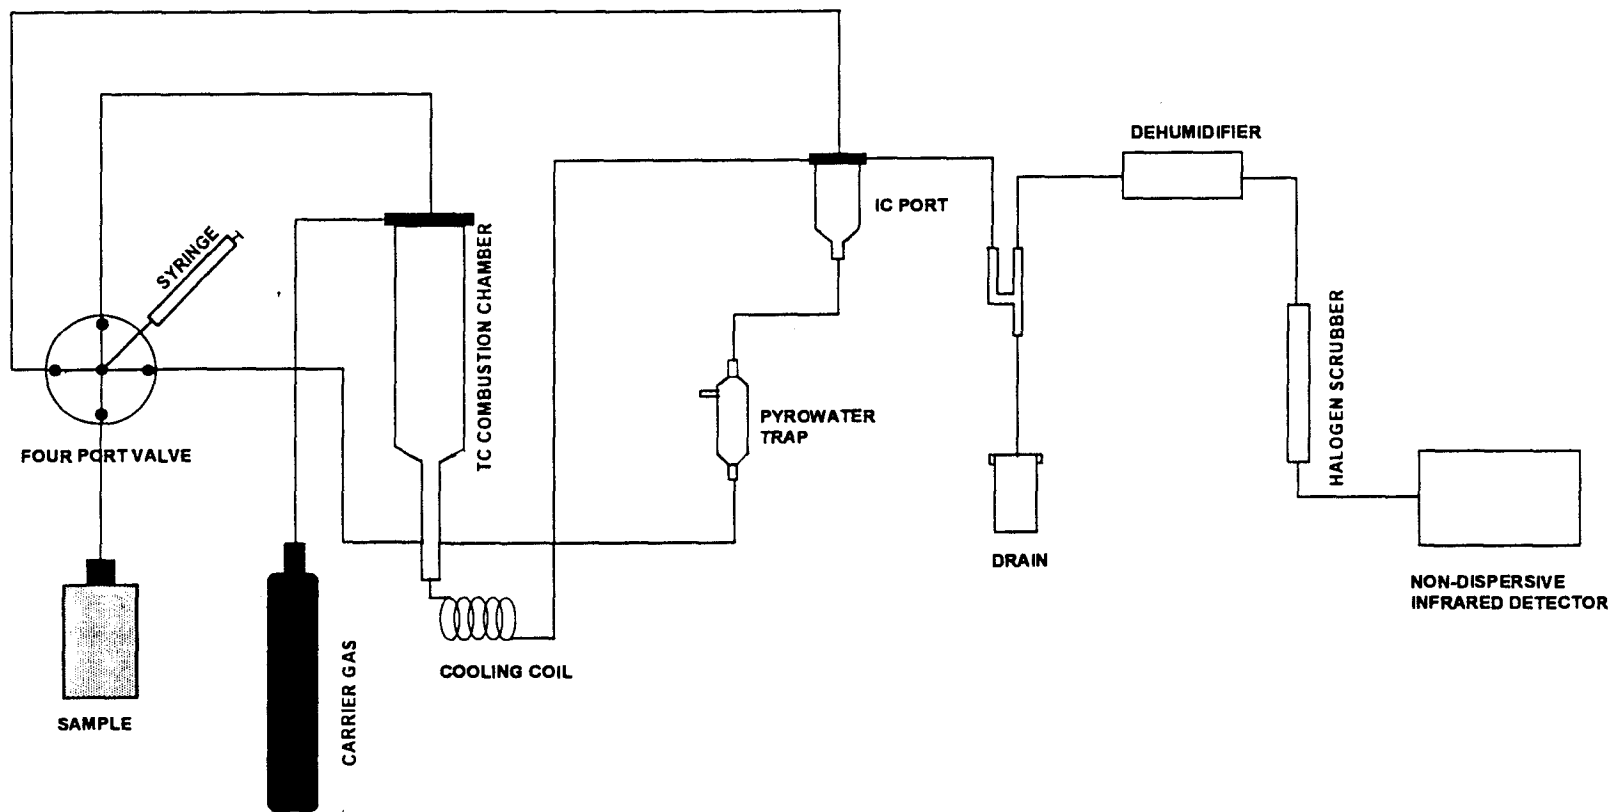 DEHUMIDIFIER
SYRINGE
TC COMBUSTION CHAMBER
IC PORT
HALOGEN SCRUBBER
PYROWATER
TRAP
FOUR PORT VALVE
DRAIN
NON-DISPERSIVE
INFRARED DETECTOR
COOLING COIL
CARRIER GAS
SAMPLE